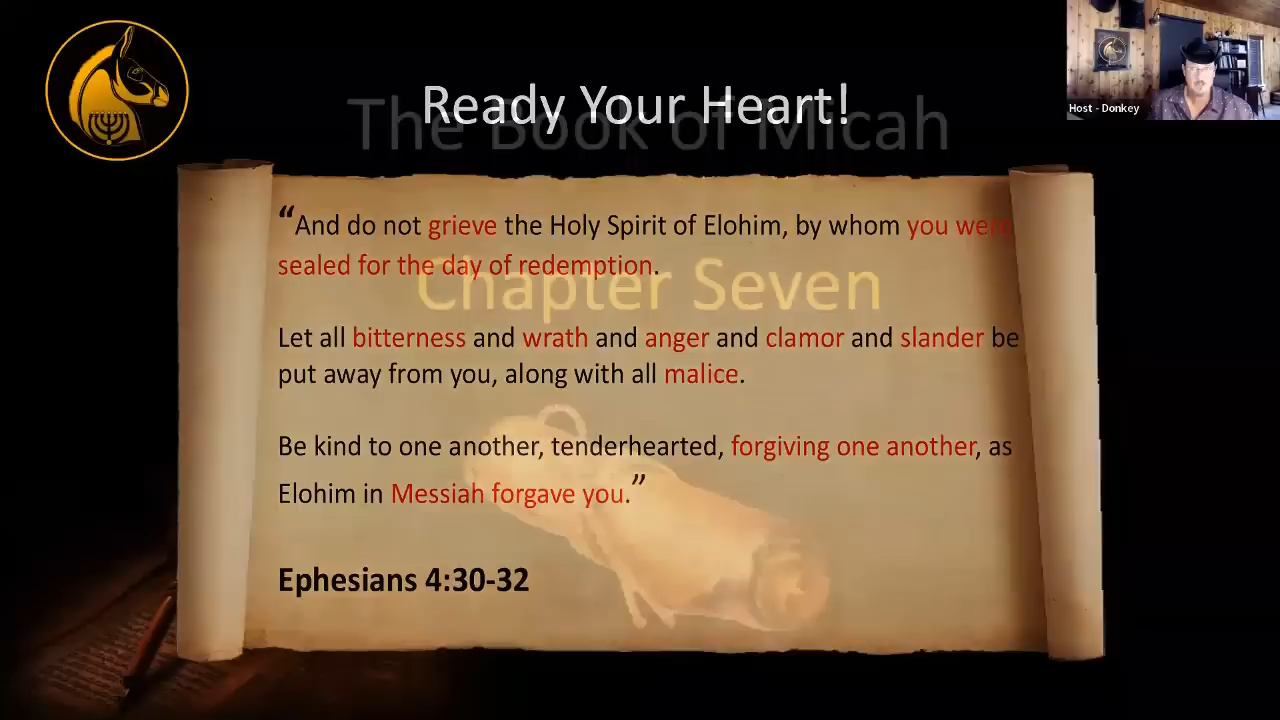 Ready Your Heart!
The Book of Micah
Host - Donkey
“And do not grieve the Holy Spirit of Elohim, by whom you were
sealed for the day of redemption.
Chapter Seven
Let all bitterness and wrath and anger and clamor and slander be
put away from you, along with all malice.
Be kind to one another, tenderhearted, forgiving one another, as
Elohim in Messiah forgave you.”
Ephesians 4:30-32